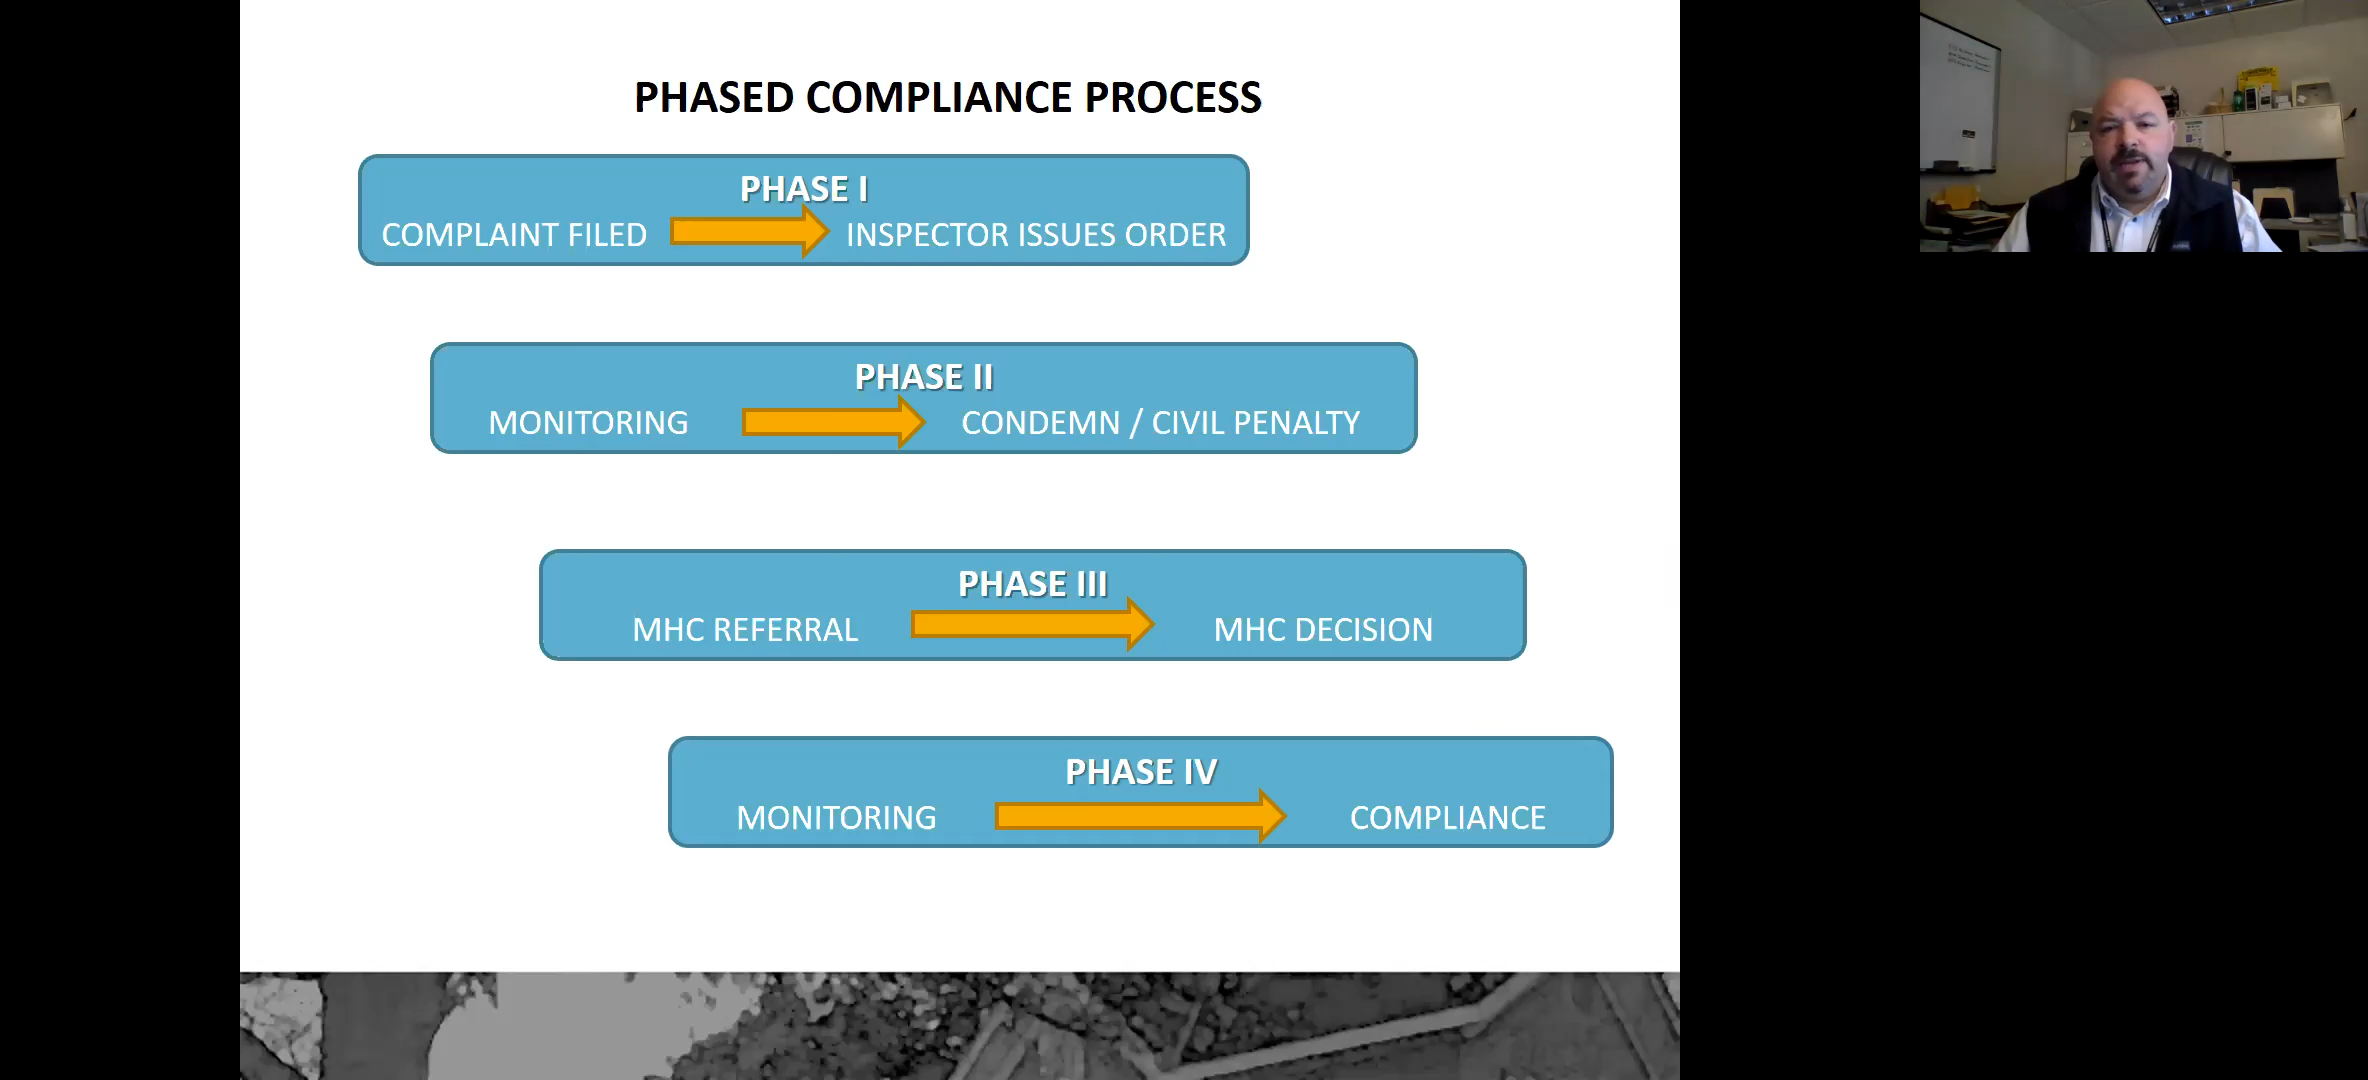 PHASED COMPLIANCE PROCESS
PHASE I
COMPLAINT FILED INSPECTOR ISSUES ORDER
PHASE II
MONITORING CONDEMN / CIVIL PENALTY
PHASE III
MHC REFERRAL MHC DECISION
PHASE IV
MONITORING COMPLIANCE